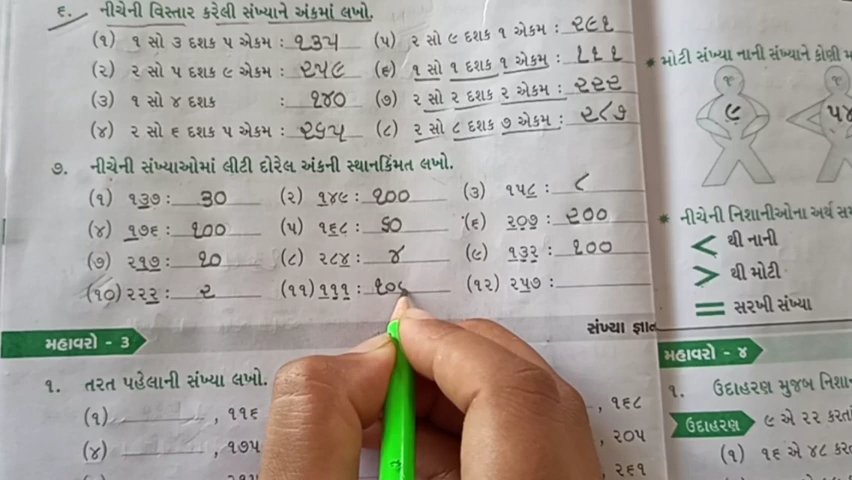 ૬. નીચેની વિસ્તાર કરેલી સંખ્યાને અંકમાં લખો.
(૧) ૧ સો ૩ દશક ૫ એકમ : ૧૩૫ (૫) ૨ સો ૯ દશક ૧ એકમ : ૨૯૧
(૨) ૨ સો ૫ દશક ૯ એકમ : ૨૫૯ (૬) ૧ સો ૧ દશક ૧ એકમ : ૧૧૧
(૩) ૧ સો ૪ દશક : ૧૪૦ (૭) ૨ સો ૨ દશક ૨ એકમ : ૨૨૨
(૪) ૨ સો ૬ દશક ૫ એકમ : ૨૬૫ (૮) ૨ સો ૮ દશક ૭ એકમ : ૨૮૭
૭. નીચેની સંખ્યાઓમાં લીટી દોરેલ અંકની સ્થાનકિંમત લખો.
(૧) ૧૩૭ : ૩૦ (૨) ૧૪૯ : ૧૦૦ (૩) ૧૫૮ : ૮
(૪) ૧૭૬ : ૧૦૦ (૫) ૧૬૮ : ૬૦ (૬) ૨૦૭ : ૨૦૦
(૭) ૨૧૭ : ૧૦ (૮) ૨૮૪ : ૪ (૯) ૧૩૨ : ૧૦૦
(૧૦) ૨૨૨ : ૨ (૧૧) ૧૧૧ : ૧૦ (૧૨) ૨૫૭ :
સંખ્યા જ્ઞાન
મહાવરો - ૩
૧. તરત પહેલાની સંખ્યા લખો.
(૧) , ૧૧૬ , ૧૬૮
(૪) , ૧૭૫ , ૨૦૫
, ૨૬૧
* મોટી સંખ્યા નાની સંખ્યાને કોણી
૧
૯ ૫૪
* નીચેની નિશાનીઓના અર્થ
< થી નાની
> થી મોટી
= સરખી સંખ્યા
મહાવરો - ૪
૧. ઉદાહરણ મુજબ
ઉદાહરણ ૯ એ ૨૨ કરતાં
(૧) ૧૬ એ ૪૮